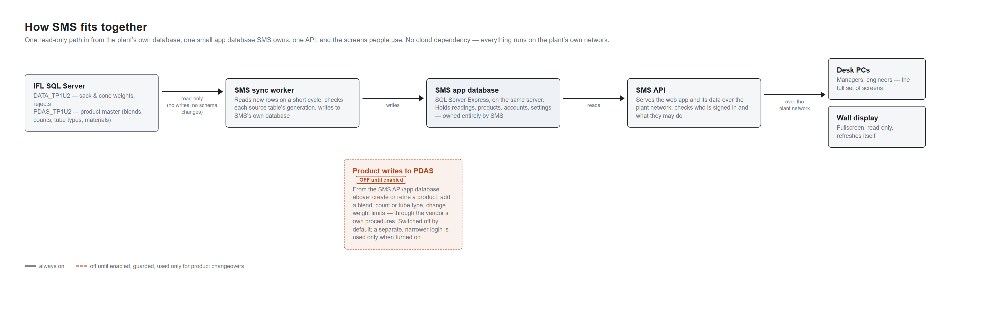 How SMS fits together
One read-only path in from the plant’s own database, one small app database SMS owns, one API, and the screens people use. No cloud dependency — everything runs on the plant’s own network.
IFL SQL Server
DATA_TP1U2 — sack & cone weights,
rejects
PDAS_TP1U2 — product master (blends,
counts, tube types, materials)
read-only
(no writes, no schema
changes)
SMS sync worker
Reads new rows on a short cycle, checks
each source table’s generation, writes to
SMS’s own database
writes
SMS app database
SQL Server Express, on the same server.
Holds readings, products, accounts, settings
— owned entirely by SMS
reads
SMS API
Serves the web app and its data over the
plant network; checks who is signed in and
what they may do
over the
plant network
Desk PCs
Managers, engineers — the
full set of screens
Wall display
Fullscreen, read-only,
refreshes itself
Product writes to PDAS
OFF until enabled
From the SMS API/app database
above: create or retire a product, add
a blend, count or tube type, change
weight limits — through the vendor’s
own procedures. Switched off by
default; a separate, narrower login is
used only when turned on.
always on
off until enabled, guarded, used only for product changeovers